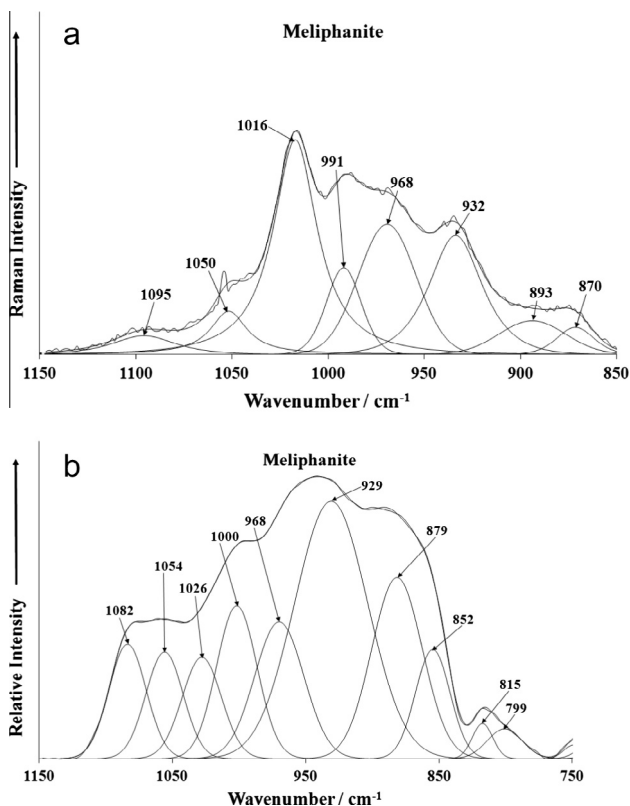 a
Meliphanite
Raman Intensity
1016
991
968
932
1050
1095
893
870
1150 1100 1050 1000 950 900 850
Wavenumber / cm-1
b
Meliphanite
929
968
1000
879
1054
1026
1082
852
815
799
Relative Intensity
1150 1050 950 850 750
Wavenumber / cm-1